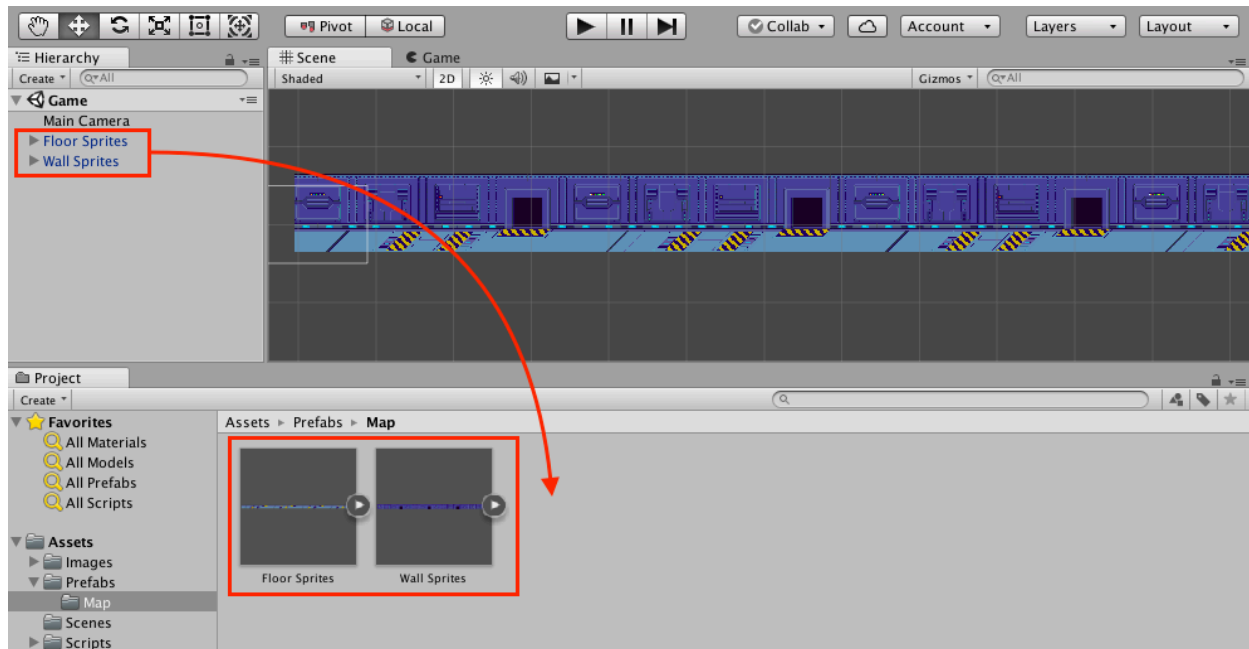 Pivot Local Collab Account Layers Layout
Hierarchy
Create All
Game
Main Camera
Floor Sprites
Wall Sprites
Scene Game
Shaded 2D Gizmos All
Project
Create
Favorites
All Materials
All Models
All Prefabs
All Scripts
Assets
Images
Prefabs
Map
Scenes
Scripts
Assets Prefabs Map
Floor Sprites Wall Sprites